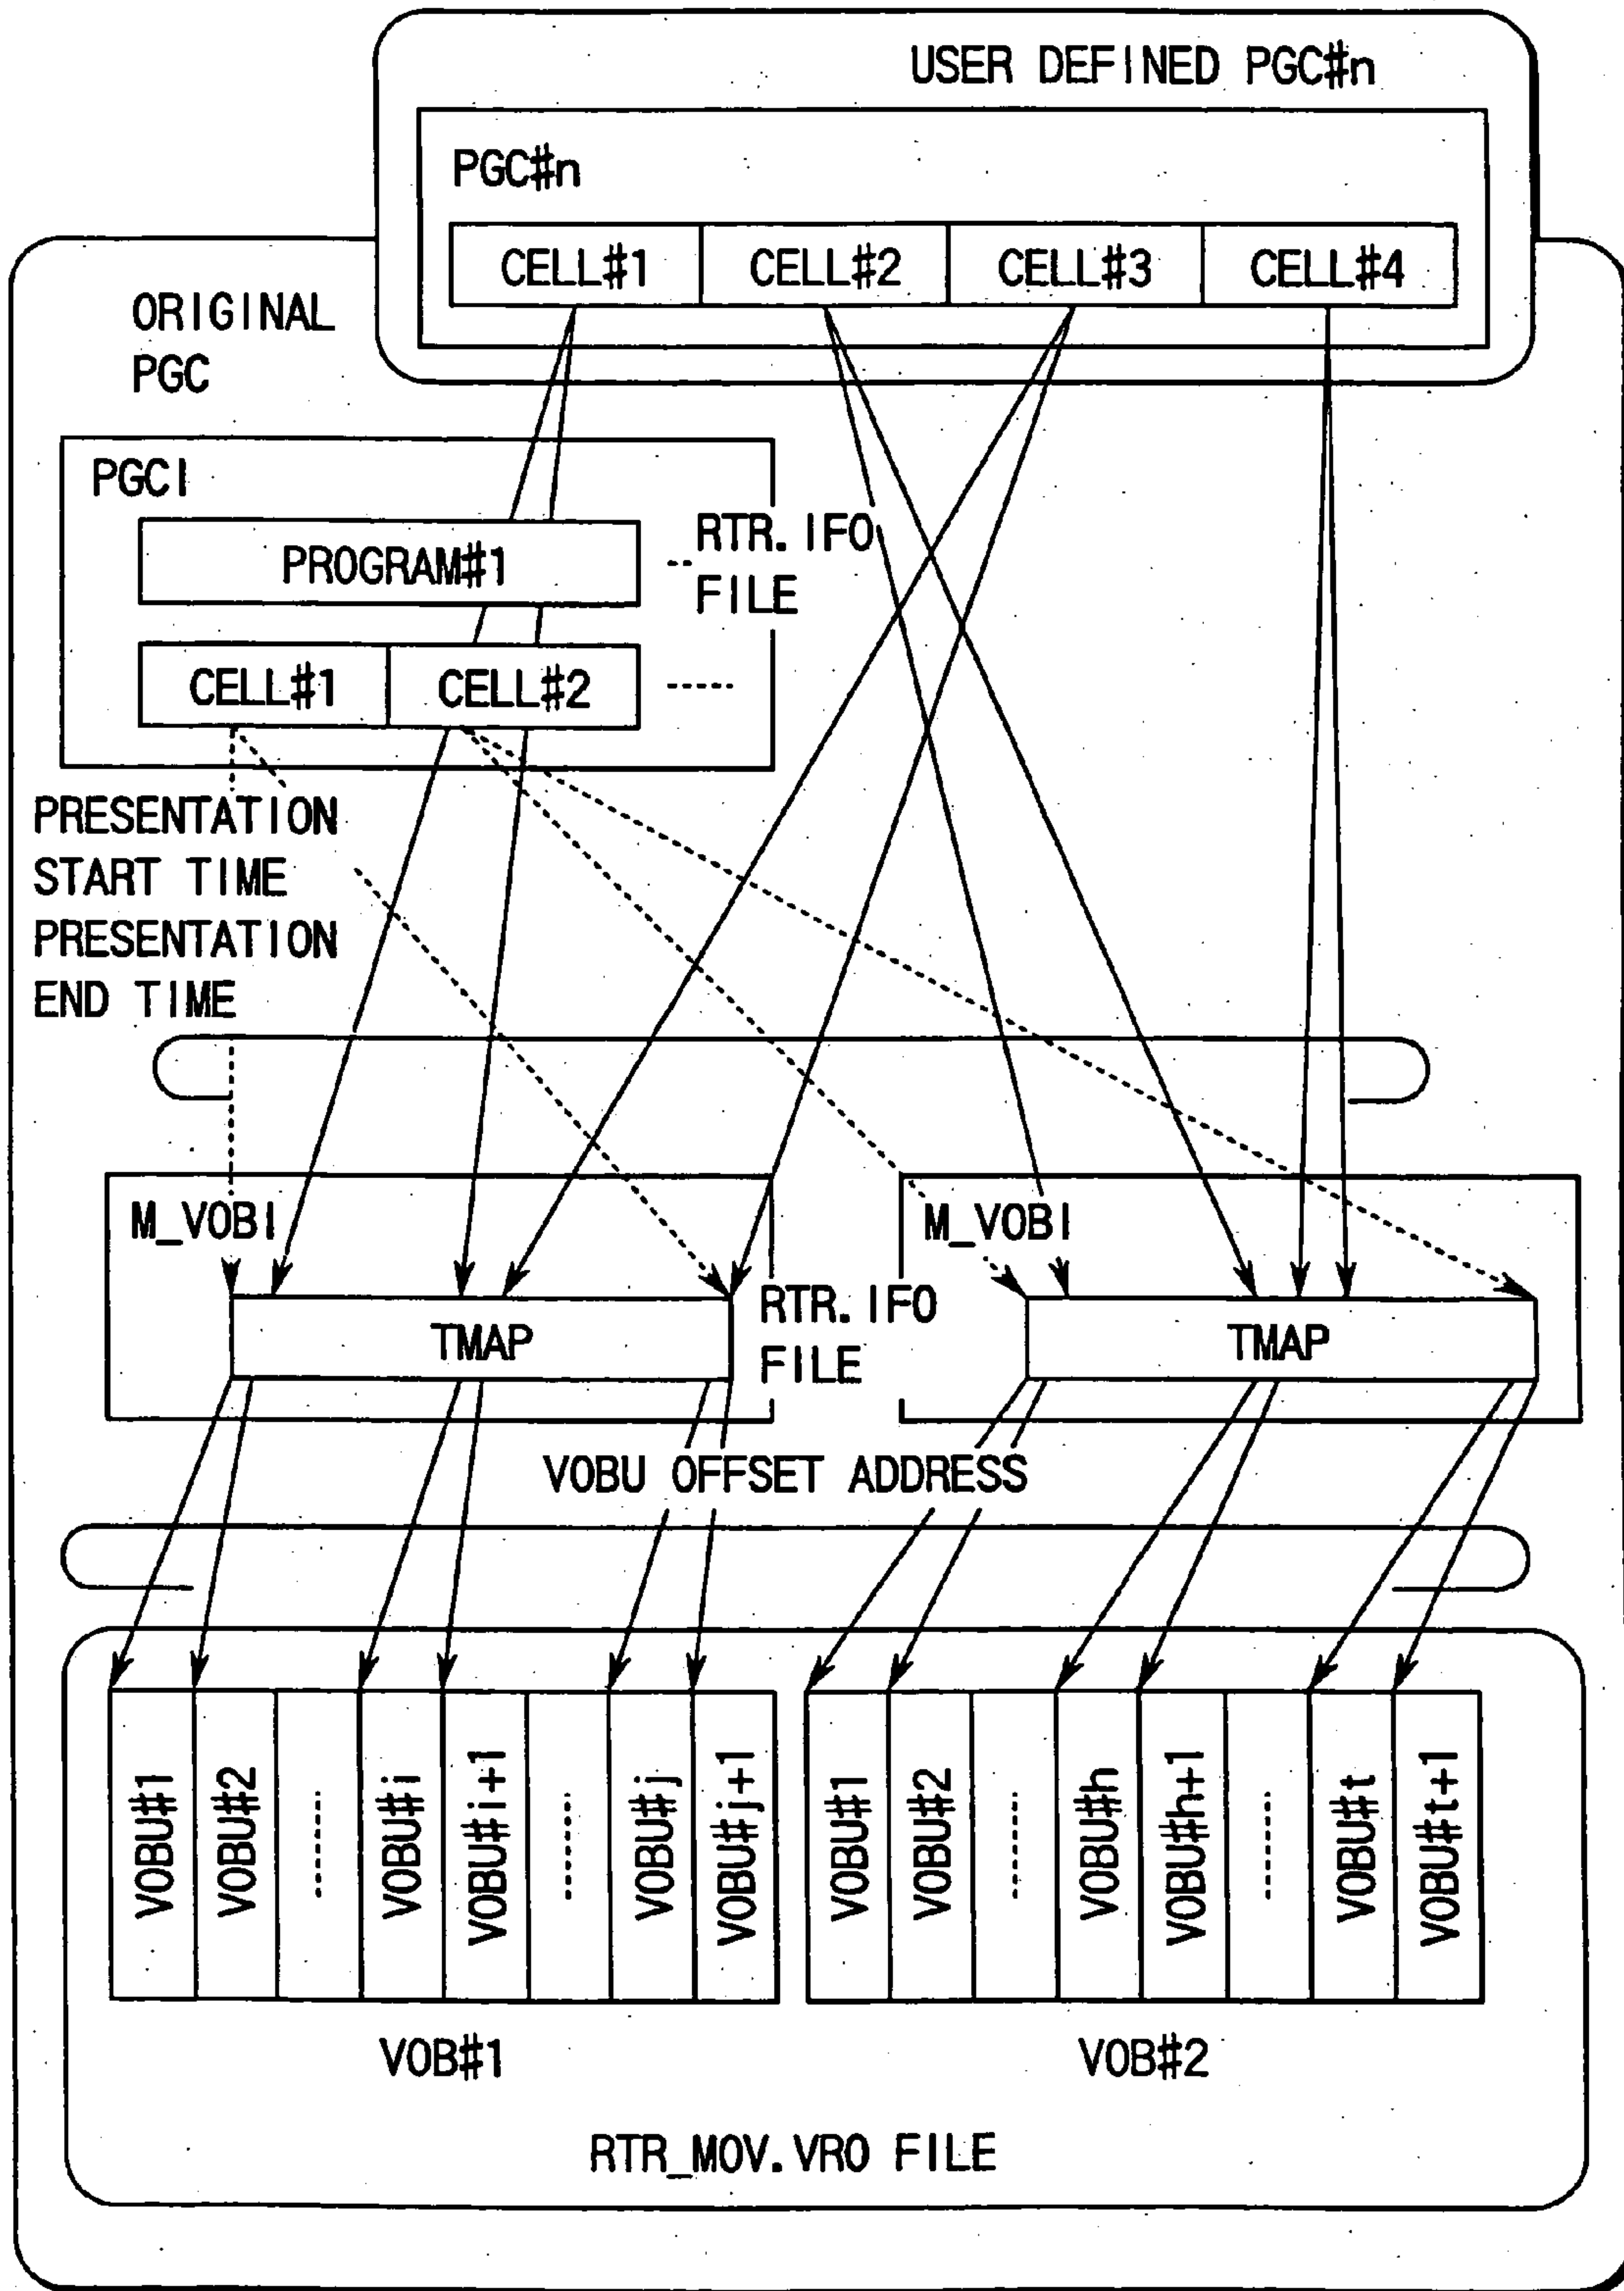 USER DEFINED PGC#n
PGC#n
CELL#1 CELL#2 CELL#3 CELL#4
ORIGINAL
PGC
PGCI
PROGRAM#1
RTR.IFO
FILE
CELL#1 CELL#2
PRESENTATION
START TIME
PRESENTATION
END TIME
M_VOBI
M_VOBI
TMAP
RTR.IFO
FILE
TMAP
VOBU OFFSET ADDRESS
VOBU#1
VOBU#2
VOBU#i
VOBU#i+1
VOBU#j
VOBU#j+1
VOBU#1
VOBU#2
VOBU#h
VOBU#h+1
VOBU#t
VOBU#t+1
VOB#1
VOB#2
RTR_MOV.VRO FILE